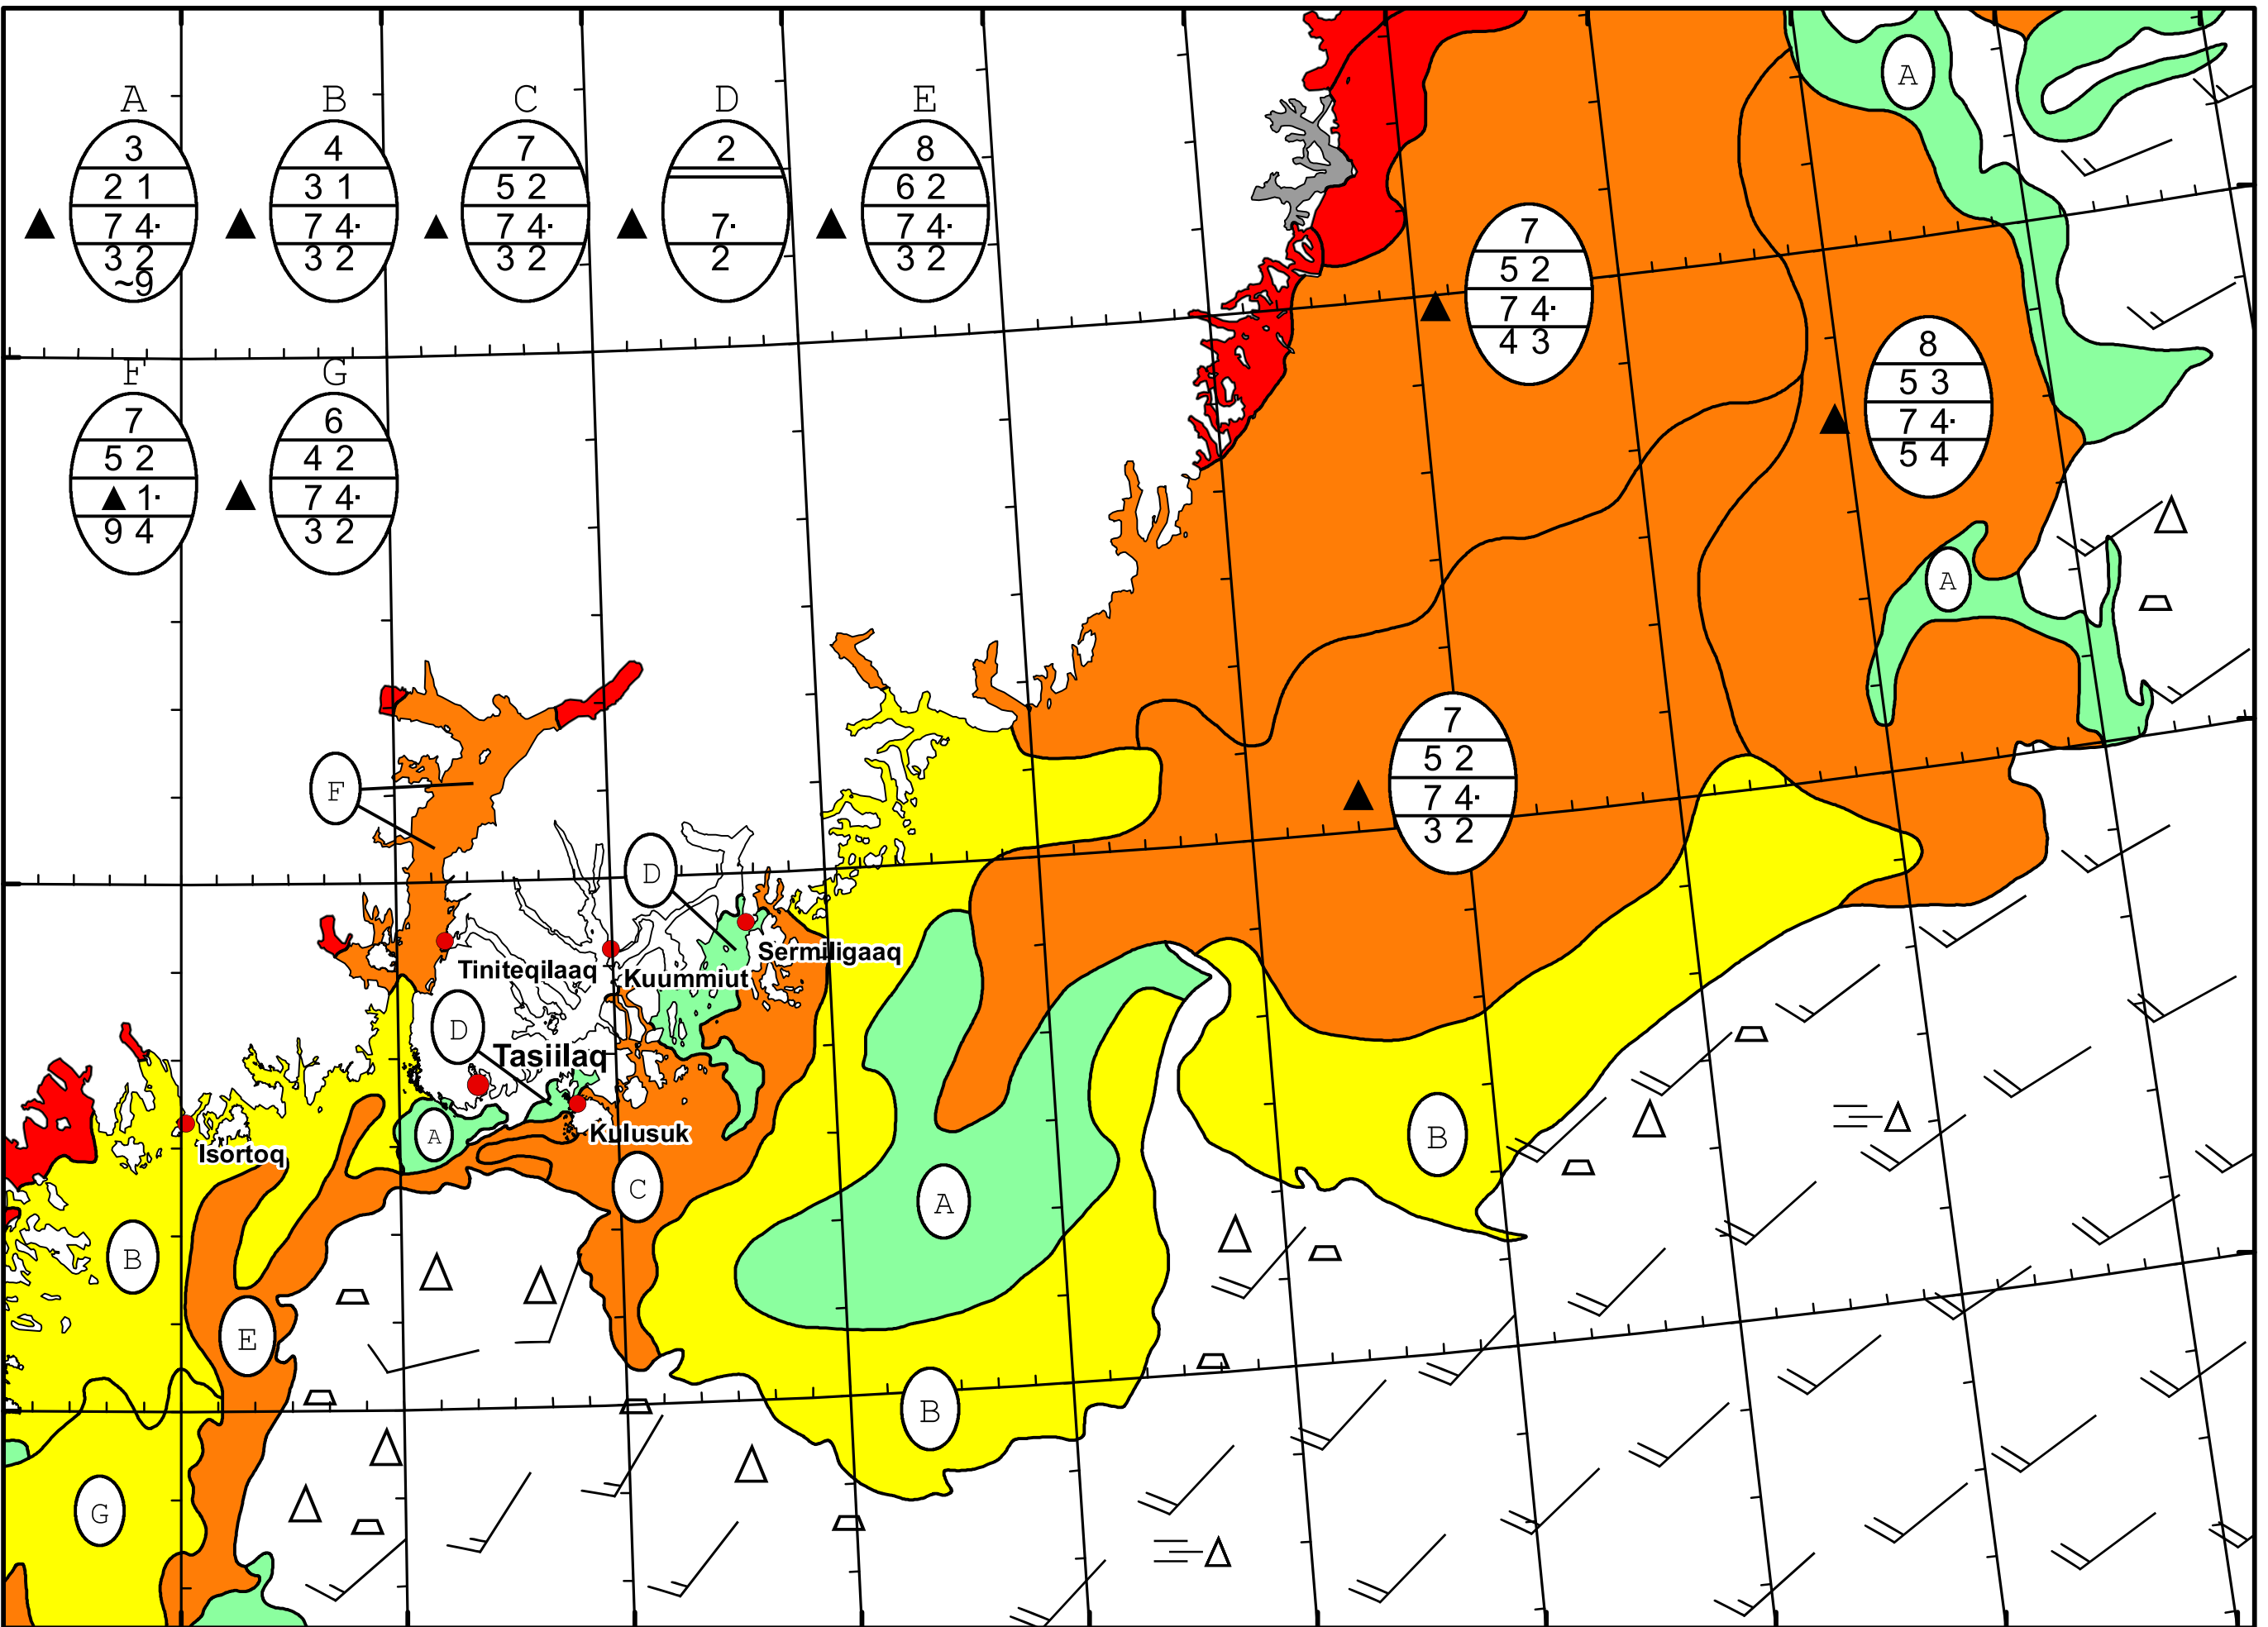 A B C D E
3 4 7 2 8
2 1 3 1 5 2 6 2
7 4· 7 4· 7 4· 7· 7 4·
3 2 3 2 3 2 2 3 2
~9
F G
7 6
5 2 4 2
▲ 1· 7 4·
9 4 3 2
A
7
5 2
7 4·
4 3
8
5 3
7 4·
5 4
A
7
5 2
7 4·
3 2
F
D
Sermiligaaq
Tiniteqilaaq
Kuummiut
D
Tasiilaq
A
Kulusuk
B
Isortoq
C
A
B
E
B
G